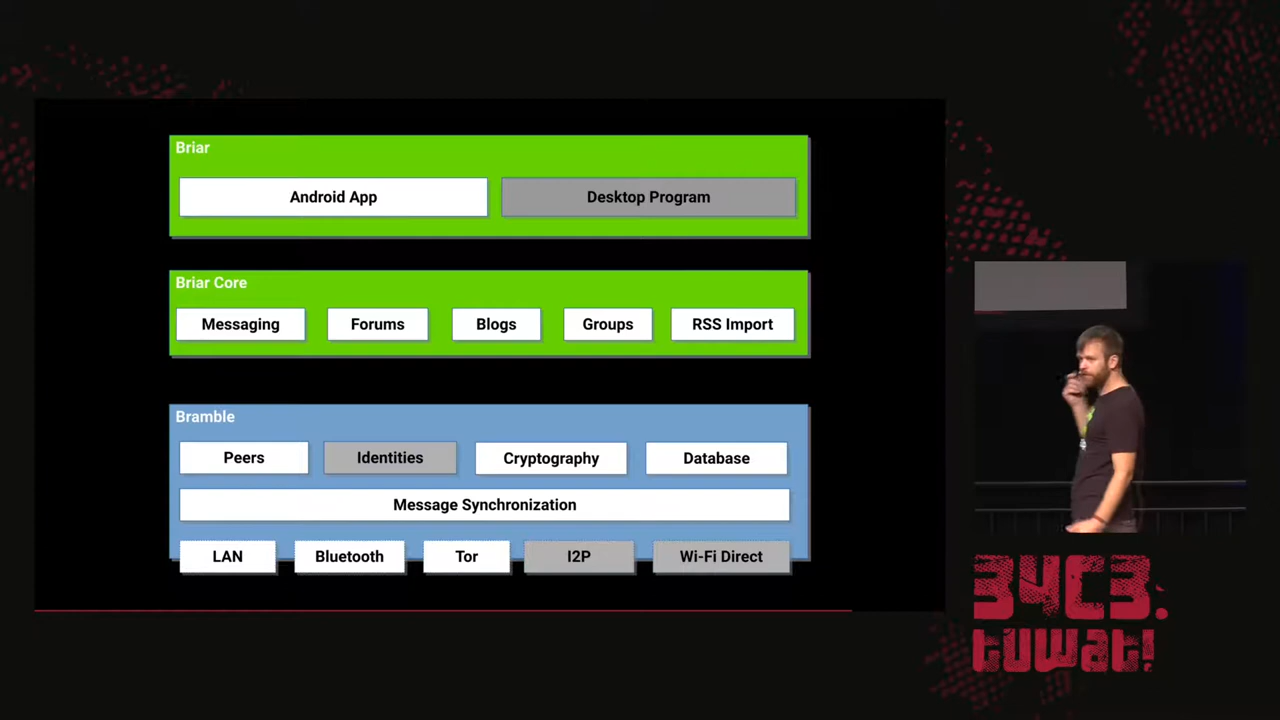 Briar
Android App
Desktop Program
Briar Core
Messaging
Forums
Blogs
Groups
RSS Import
Bramble
Peers
Identities
Cryptography
Database
Message Synchronization
LAN
Bluetooth
Tor
I2P
Wi-Fi Direct
34C3.
tuwat!